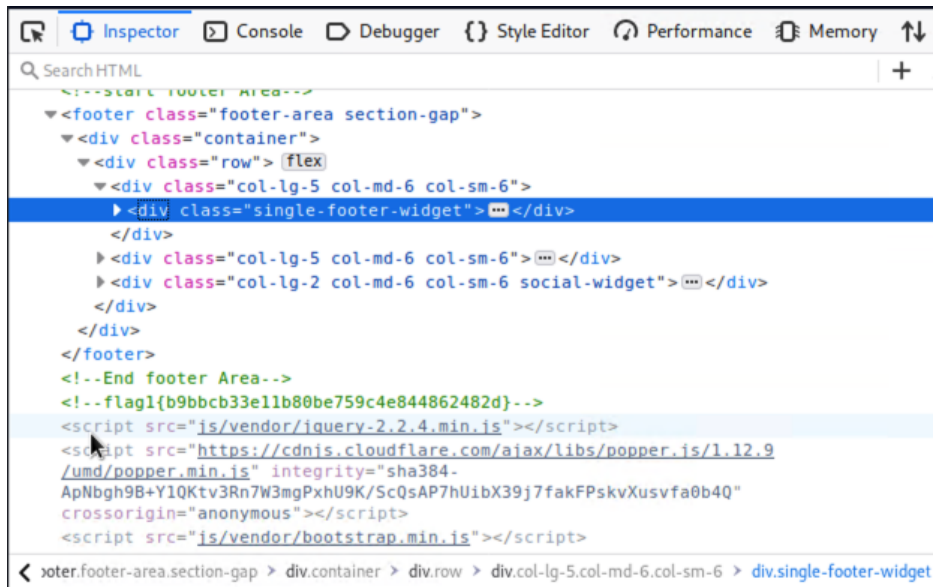 Inspector Console Debugger {} Style Editor Performance Memory
Search HTML +
<!--start footer Area-->
<footer class="footer-area section-gap">
<div class="container">
<div class="row"> flex
<div class="col-lg-5 col-md-6 col-sm-6">
<div class="single-footer-widget"> ••• </div>
</div>
<div class="col-lg-5 col-md-6 col-sm-6"> ••• </div>
<div class="col-lg-2 col-md-6 col-sm-6 social-widget"> ••• </div>
</div>
</div>
</footer>
<!--End footer Area-->
<!--flag1{b9bbcb33e11b80be759c4e844862482d}-->
<script src="js/vendor/jquery-2.2.4.min.js"></script>
<script src="https://cdnjs.cloudflare.com/ajax/libs/popper.js/1.12.9
/umd/popper.min.js" integrity="sha384-
ApNbgh9B+Y1QKtv3Rn7W3mgPxhU9K/ScQsAP7hUibX39j7fakFPskvXusvfa0b4Q"
crossorigin="anonymous"></script>
<script src="js/vendor/bootstrap.min.js"></script>
ooter.footer-area.section-gap > div.container > div.row > div.col-lg-5.col-md-6.col-sm-6 > div.single-footer-widget